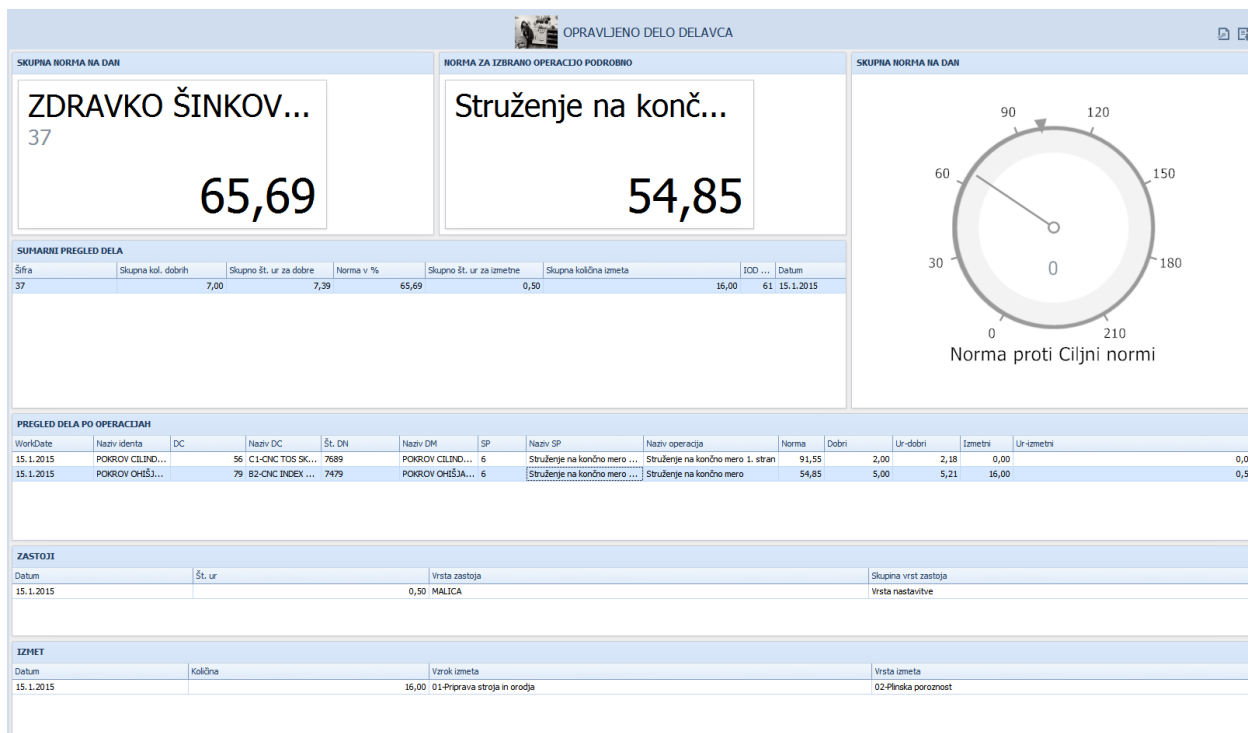 OPRAVLJENO DELO DELAVCA
SKUPNA NORMA NA DAN
ZDRAVKO ŠINKOV...
37
65,69
NORMA ZA IZBRANO OPERACIJO PODROBNO
Struženje na konč...
54,85
SKUPNA NORMA NA DAN
0
30
60
90
120
150
180
210
0
Norma proti Ciljni normi
SUMARNI PREGLED DELA
Šifra Skupna kol. dobrih Skupno št. ur za dobre Norma v % Skupno št. ur za izmetne Skupna količina izmeta IOD ... Datum
37 7,00 7,39 65,69 0,50 16,00 61 15.1.2015
PREGLED DELA PO OPERACIJAH
WorkDate Naziv identa DC Naziv DC Št. DN Naziv DM SP Naziv SP Naziv operacija Norma Dobri Ur-dobri Izmetni Ur-izmetni
15.1.2015 POKROV CILIND... 56 C1-CNC TOS SK... 7689 POKROV CILIND... 6 Struženje na končno mero ... Struženje na končno mero 1. stran 91,55 2,00 2,18 0,00 0,0
15.1.2015 POKROV OHIŠJ... 79 B2-CNC INDEX ... 7479 POKROV OHIŠJA... 6 Struženje na končno mero ... Struženje na končno mero 54,85 5,00 5,21 16,00 0,5
ZASTOJI
Datum Št. ur Vrsta zastoja Skupina vrst zastoja
15.1.2015 0,50 MALICA Vrsta nastavitve
IZMET
Datum Količina Vzrok izmeta Vrsta izmeta
15.1.2015 16,00 01-Priprava stroja in orodja 02-Plinska poroznost